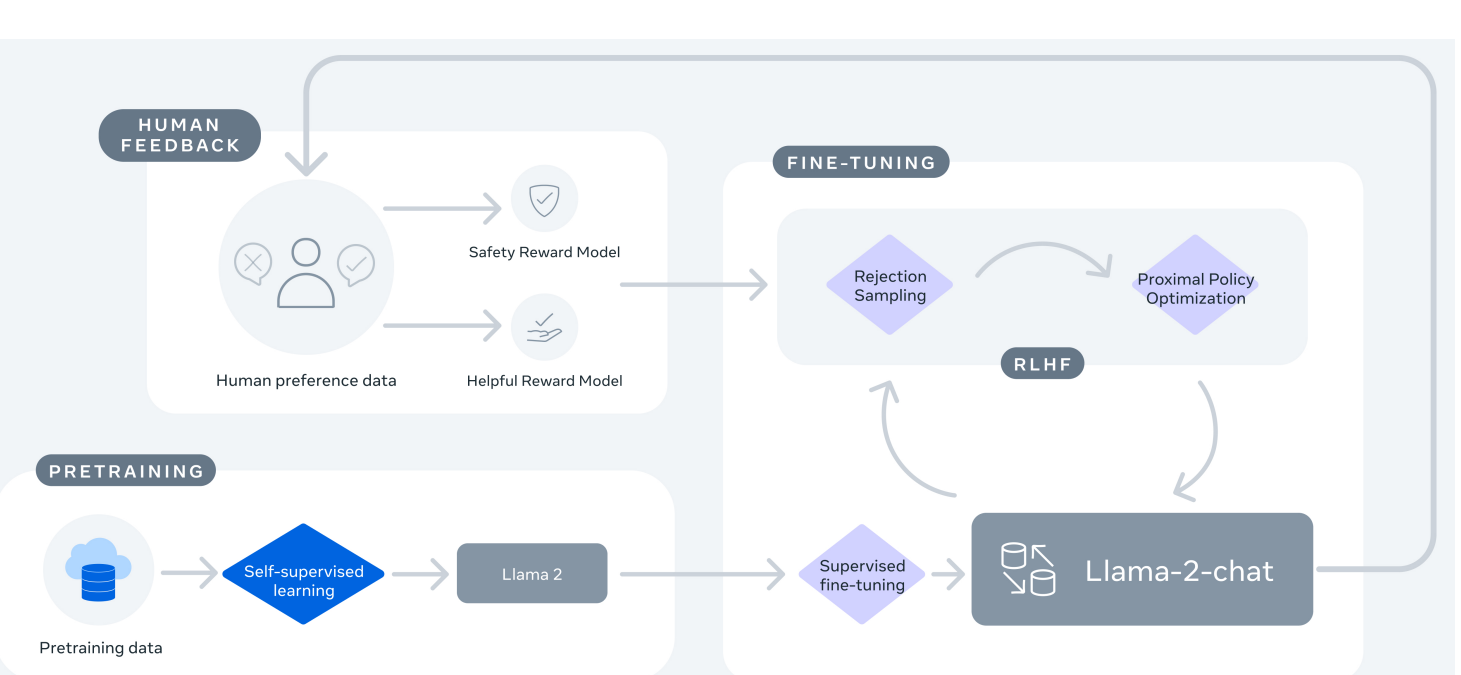 HUMAN
FEEDBACK
Safety Reward Model
Human preference data
Helpful Reward Model
FINE-TUNING
Rejection
Sampling
Proximal Policy
Optimization
RLHF
PRETRAINING
Self-supervised
learning
Llama 2
Pretraining data
Supervised
fine-tuning
Llama-2-chat